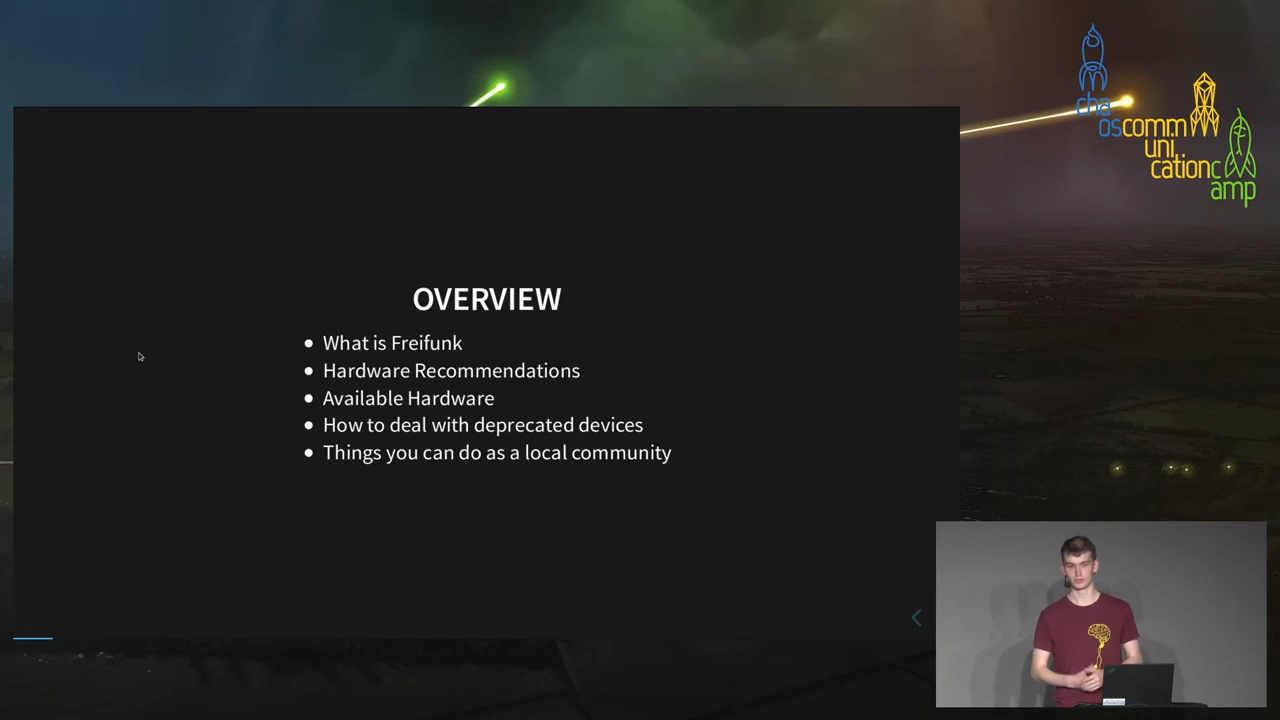 cha
oscomm
uni
cationc
amp
OVERVIEW
What is Freifunk
Hardware Recommendations
Available Hardware
How to deal with deprecated devices
Things you can do as a local community